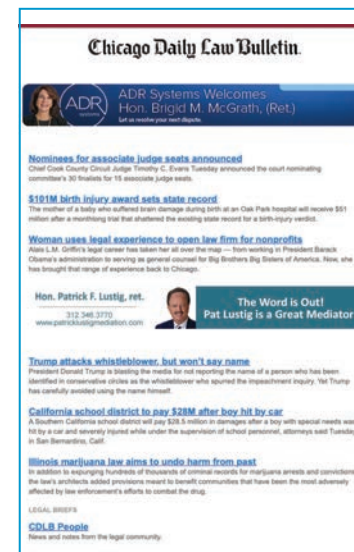 Chicago Daily Law Bulletin.
ADR
systems
ADR Systems Welcomes
Hon. Brigid M. McGrath, (Ret.)
Let us resolve your next dispute.
Nominees for associate judge seats announced
Chief Cook County Circuit Judge Timothy C. Evans Tuesday announced the court nominating
committee's 30 finalists for 15 associate judge seats.
$101M birth injury award sets state record
The mother of a baby who suffered brain damage during birth at an Oak Park hospital will receive $51
million after a monthlong trial that shattered the existing state record for a birth-injury verdict.
Woman uses legal experience to open law firm for nonprofits
Alais L.M. Griffin's legal career has taken her all over the map — from working in President Barack
Obama's administration to serving as general counsel for Big Brothers Big Sisters of America. Now, she
has brought that range of experience back to Chicago.
Hon. Patrick F. Lustig, ret.
312.346.3770
www.patricklustigmediation.com
The Word is Out!
Pat Lustig is a Great Mediator
Trump attacks whistleblower, but won't say name
President Donald Trump is blasting the media for not reporting the name of a person who has been
identified in conservative circles as the whistleblower who spurred the impeachment inquiry. Yet Trump
has carefully avoided using the name himself.
California school district to pay $28M after boy hit by car
A Southern California school district will pay $28.5 million in damages after a boy with special needs was
hit by a car and severely injured while under the supervision of school personnel, attorneys said Tuesday
in San Bernardino, Calif.
Illinois marijuana law aims to undo harm from past
In addition to expunging hundreds of thousands of criminal records for marijuana arrests and convictions
the law's architects added provisions meant to benefit communities that have been the most adversely
affected by law enforcement's efforts to combat the drug.
LEGAL BRIEFS
CDLB People
News and notes from the legal community.